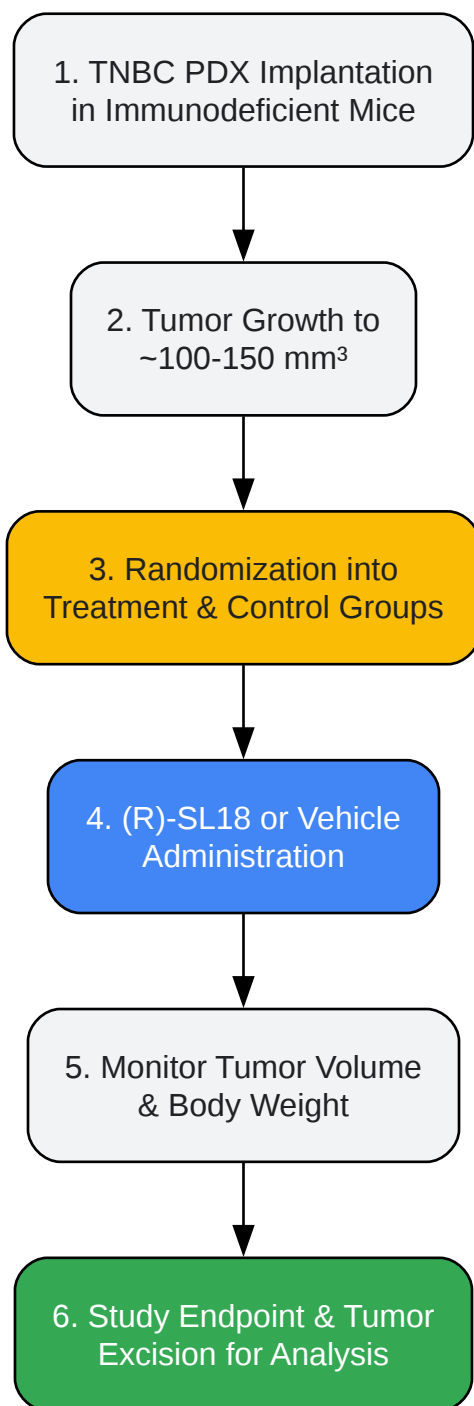 1. TNBC PDX Implantation
in Immunodeficient Mice
2. Tumor Growth to
~100-150 mm³
3. Randomization into
Treatment & Control Groups
4. (R)-SL18 or Vehicle
Administration
5. Monitor Tumor Volume
& Body Weight
6. Study Endpoint & Tumor
Excision for Analysis